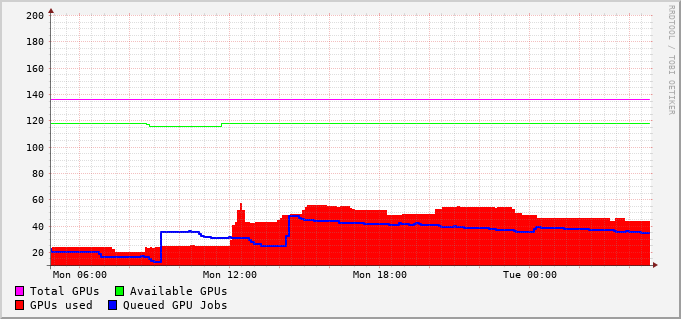 RRDTOOL / TOBI OETIKER
200
180
160
140
120
100
80
60
40
20
Mon 06:00 Mon 12:00 Mon 18:00 Tue 00:00
Total GPUs Available GPUs
GPUs used Queued GPU Jobs